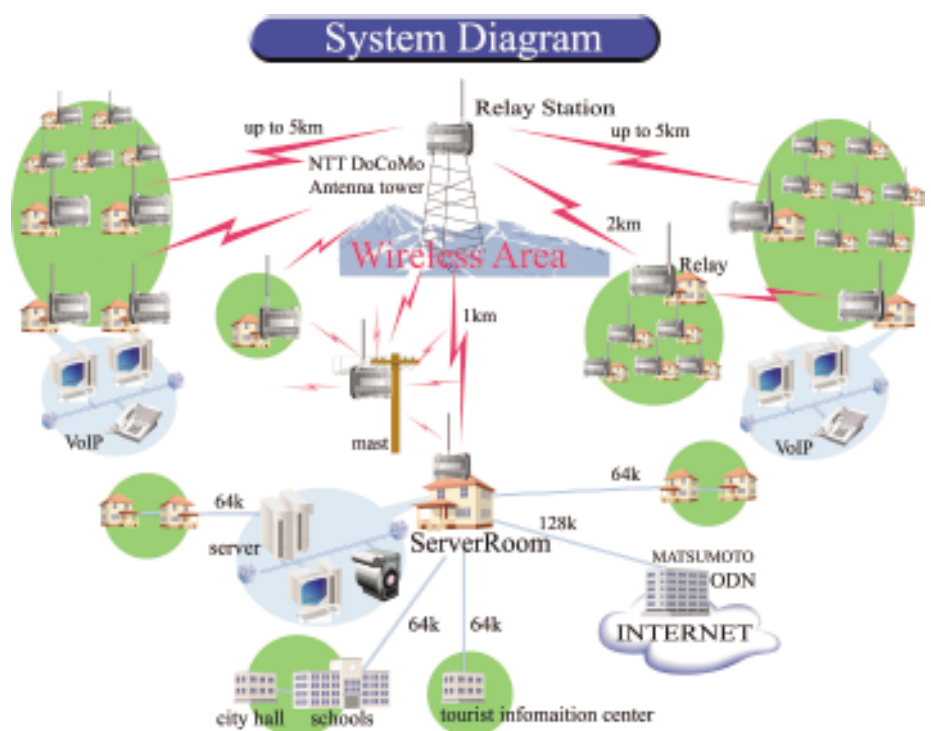 System Diagram
Relay Station
up to 5km
up to 5km
NTT DoCoMo
Antenna tower
2km
Wireless Area
Relay
1km
VoIP
mast
VoIP
64k
64k
server
ServerRoom
128k
MATSUMOTO
ODN
64k
64k
INTERNET
city hall
schools
tourist infomaition center